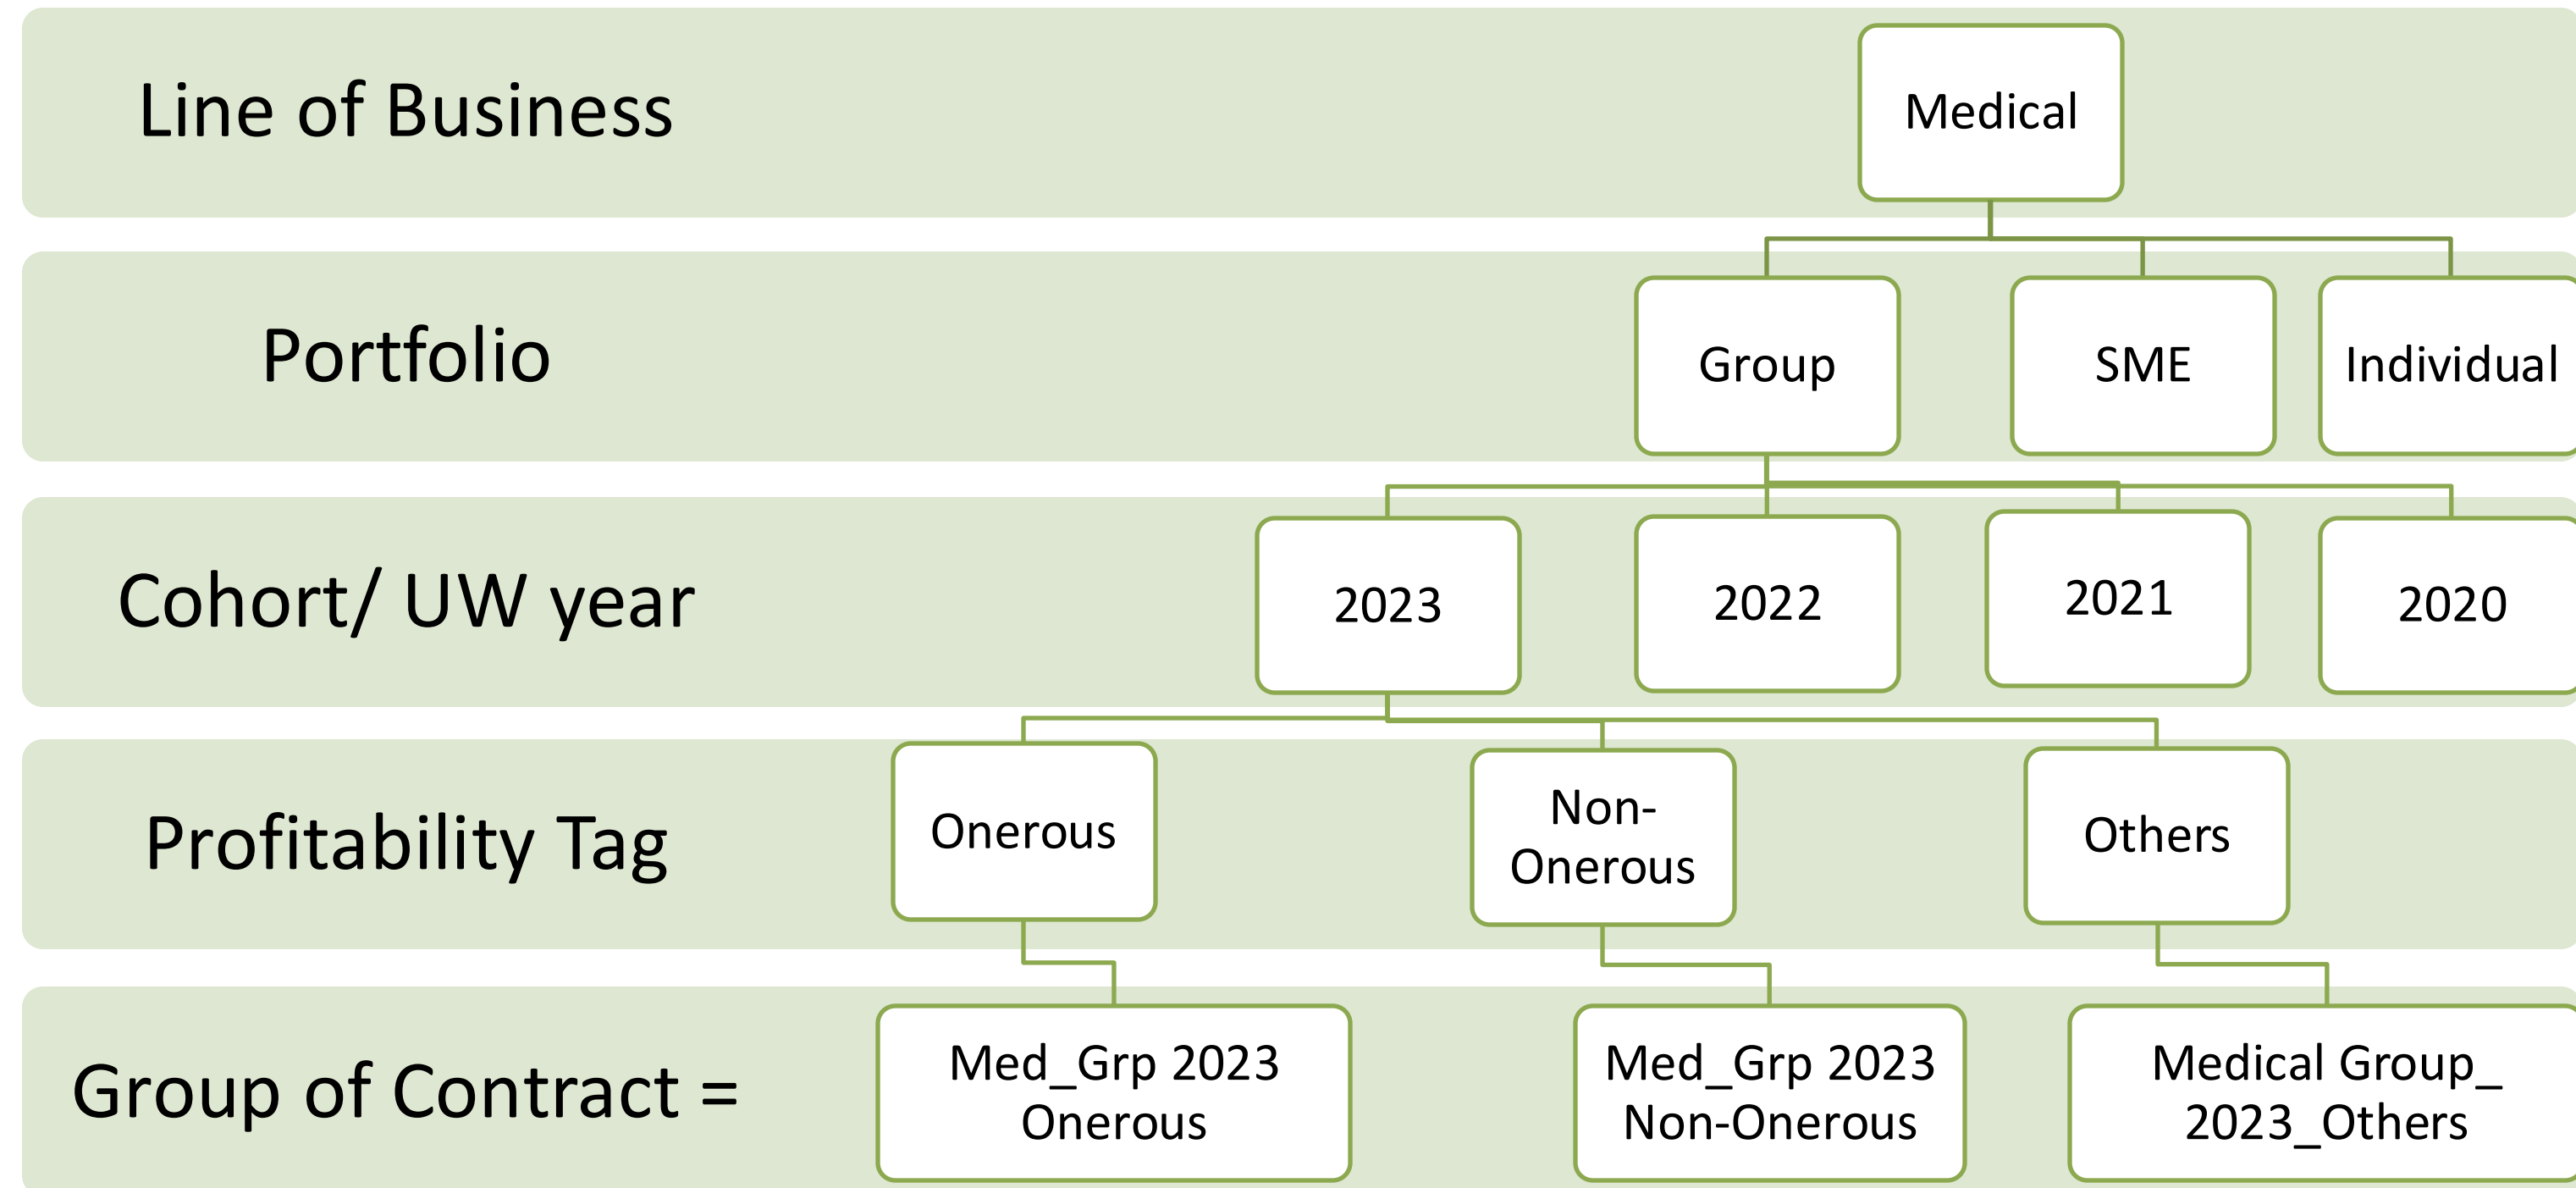 Line of Business
Medical
Portfolio
Group
SME
Individual
Cohort/ UW year
2023
2022
2021
2020
Profitability Tag
Onerous
Non-
Onerous
Others
Group of Contract =
Med_Grp 2023
Onerous
Med_Grp 2023
Non-Onerous
Medical Group_
2023_Others